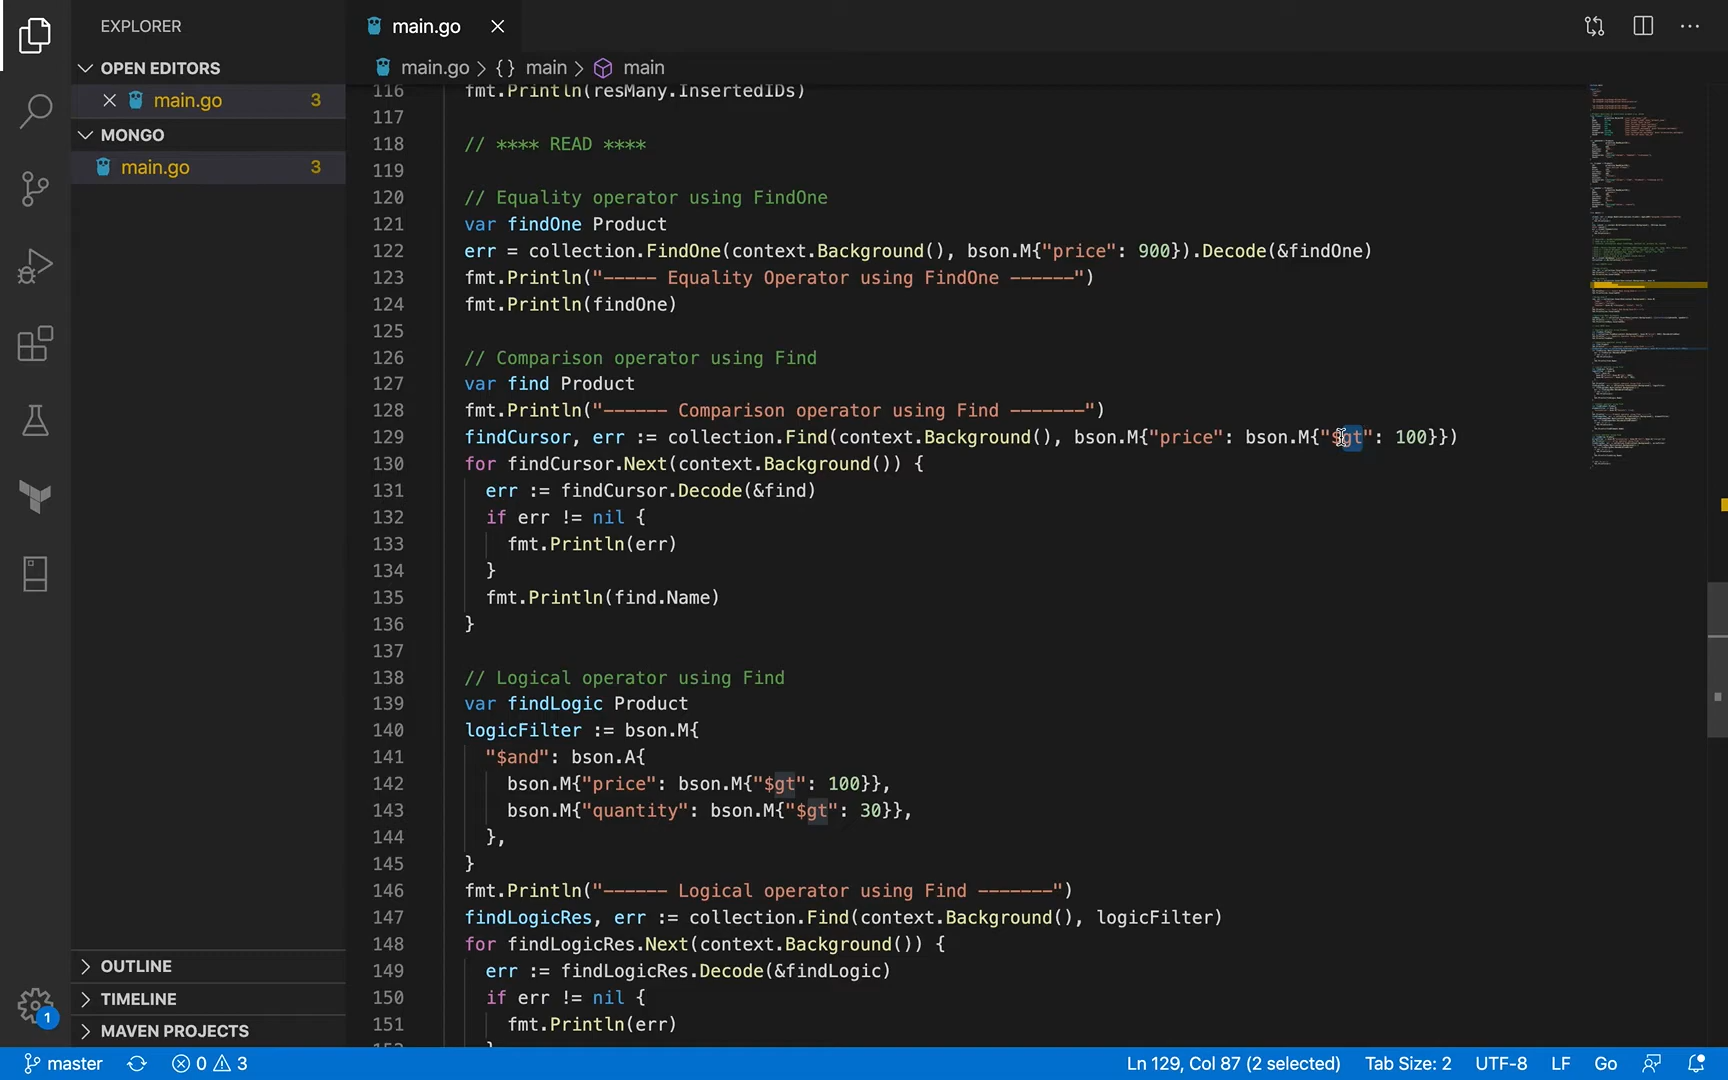 EXPLORER
OPEN EDITORS
main.go 3
MONGO
main.go 3
OUTLINE
TIMELINE
MAVEN PROJECTS
main.go
main.go > {} main > main
116 fmt.Println(resMany.InsertedIDs)
117
118 // **** READ ****
119
120 // Equality operator using FindOne
121 var findOne Product
122 err = collection.FindOne(context.Background(), bson.M{"price": 900}).Decode(&findOne)
123 fmt.Println("----- Equality Operator using FindOne ------")
124 fmt.Println(findOne)
125
126 // Comparison operator using Find
127 var find Product
128 fmt.Println("------ Comparison operator using Find -------")
129 findCursor, err := collection.Find(context.Background(), bson.M{"price": bson.M{"$gt": 100}})
130 for findCursor.Next(context.Background()) {
131 err := findCursor.Decode(&find)
132 if err != nil {
133 fmt.Println(err)
134 }
135 fmt.Println(find.Name)
136 }
137
138 // Logical operator using Find
139 var findLogic Product
140 logicFilter := bson.M{
141 "$and": bson.A{
142 bson.M{"price": bson.M{"$gt": 100}},
143 bson.M{"quantity": bson.M{"$gt": 30}},
144 },
145 }
146 fmt.Println("------ Logical operator using Find -------")
147 findLogicRes, err := collection.Find(context.Background(), logicFilter)
148 for findLogicRes.Next(context.Background()) {
149 err := findLogicRes.Decode(&findLogic)
150 if err != nil {
151 fmt.Println(err)
1
master 0 3 Ln 129, Col 87 (2 selected) Tab Size: 2 UTF-8 LF Go